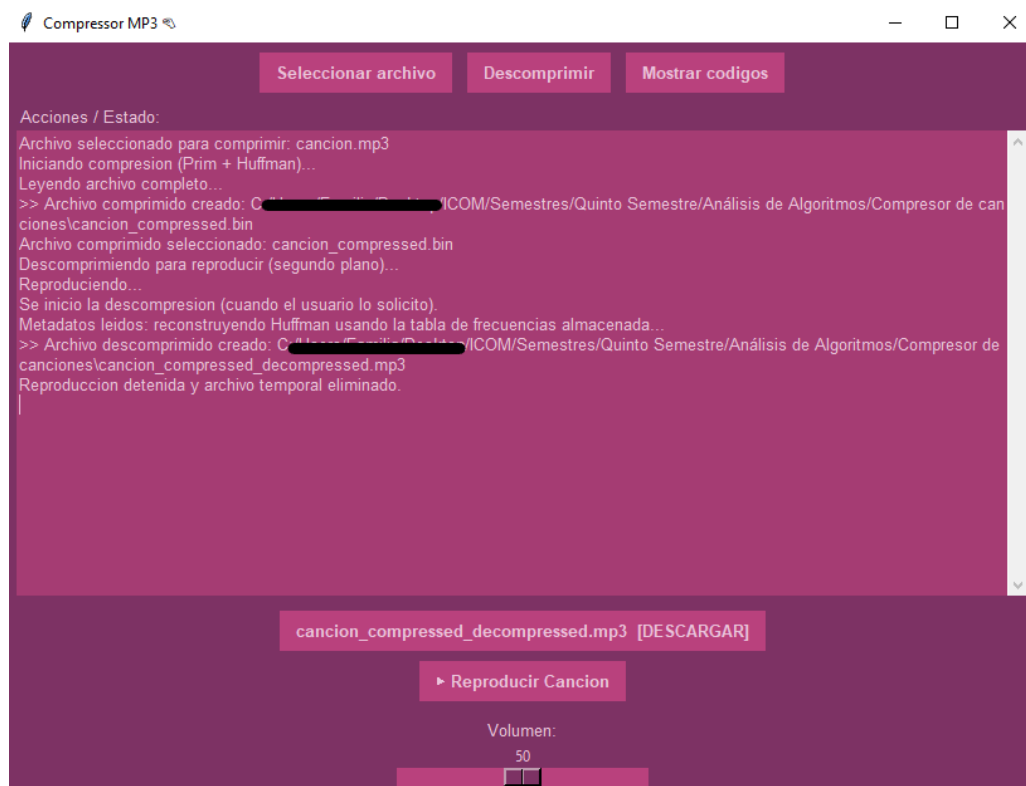 Compressor MP3
Seleccionar archivo
Descomprimir
Mostrar codigos
Acciones / Estado:
Archivo seleccionado para comprimir: cancion.mp3
Iniciando compresion (Prim + Huffman)...
Leyendo archivo completo...
>> Archivo comprimido creado: C /ICOM/Semestres/Quinto Semestre/Análisis de Algoritmos/Compresor de can
ciones\cancion_compressed.bin
Archivo comprimido seleccionado: cancion_compressed.bin
Descomprimiendo para reproducir (segundo plano)...
Reproduciendo...
Se inicio la descompresion (cuando el usuario lo solicito).
Metadatos leidos: reconstruyendo Huffman usando la tabla de frecuencias almacenada...
>> Archivo descomprimido creado: C /ICOM/Semestres/Quinto Semestre/Análisis de Algoritmos/Compresor de
canciones\cancion_compressed_decompressed.mp3
Reproduccion detenida y archivo temporal eliminado.
cancion_compressed_decompressed.mp3 [DESCARGAR]
▸ Reproducir Cancion
Volumen:
50